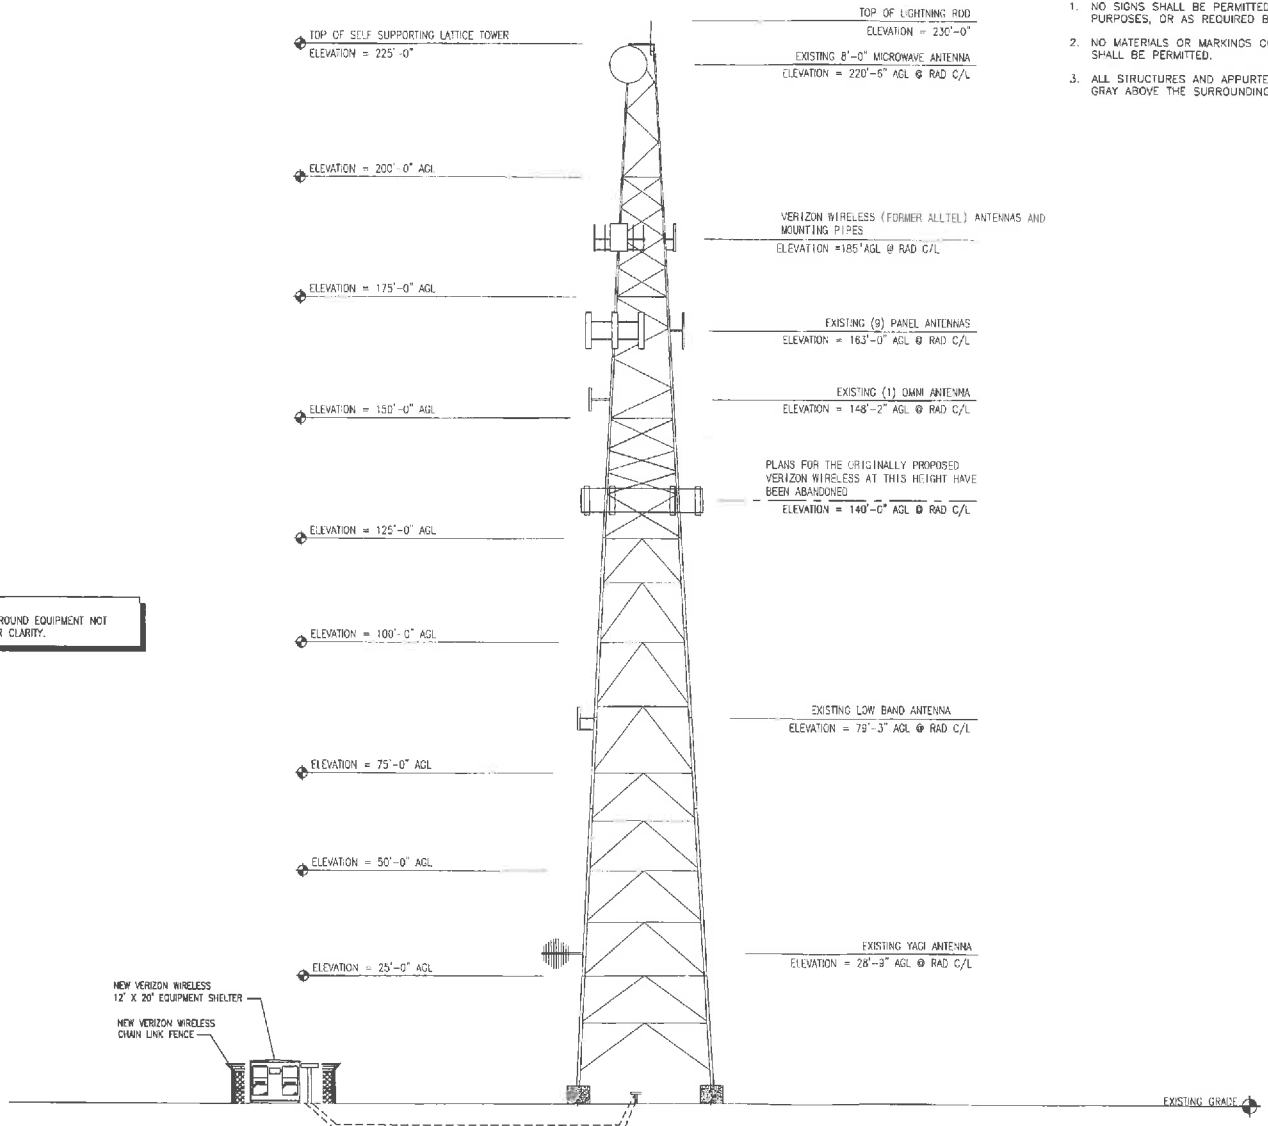 TOP OF LIGHTNING ROD
ELEVATION = 230'-0"
TOP OF SELF SUPPORTING LATTICE TOWER
ELEVATION = 225'-0"
EXISTING 8'-0" MICROWAVE ANTENNA
ELEVATION = 220'-6" AGL @ RAD C/L
1. NO SIGNS SHALL BE PERMITTED
PURPOSES, OR AS REQUIRED B
2. NO MATERIALS OR MARKINGS
SHALL BE PERMITTED.
3. ALL STRUCTURES AND APPURTE
GRAY ABOVE THE SURROUNDING
ELEVATION = 200'-0" AGL
VERIZON WIRELESS (FORMER ALLTEL) ANTENNAS AND
MOUNTING PIPES
ELEVATION =185'AGL @ RAD C/L
ELEVATION = 175'-0" AGL
EXISTING (9) PANEL ANTENNAS
ELEVATION = 163'-0" AGL @ RAD C/L
EXISTING (1) OMNI ANTENNA
ELEVATION = 148'-2" AGL @ RAD C/L
ELEVATION = 150'-0" AGL
PLANS FOR THE ORIGINALLY PROPOSED
VERIZON WIRELESS AT THIS HEIGHT HAVE
BEEN ABANDONED
ELEVATION = 140'-0" AGL @ RAD C/L
ELEVATION = 125'-0" AGL
ROUND EQUIPMENT NOT
R CLARITY.
ELEVATION = 100'-0" AGL
EXISTING LOW BAND ANTENNA
ELEVATION = 79'-3" AGL @ RAD C/L
ELEVATION = 75'-0" AGL
ELEVATION = 50'-0" AGL
EXISTING YAGI ANTENNA
ELEVATION = 28'-9" AGL @ RAD C/L
ELEVATION = 25'-0" AGL
NEW VERIZON WIRELESS
12' X 20' EQUIPMENT SHELTER
NEW VERIZON WIRELESS
CHAIN LINK FENCE
EXISTING GRADE